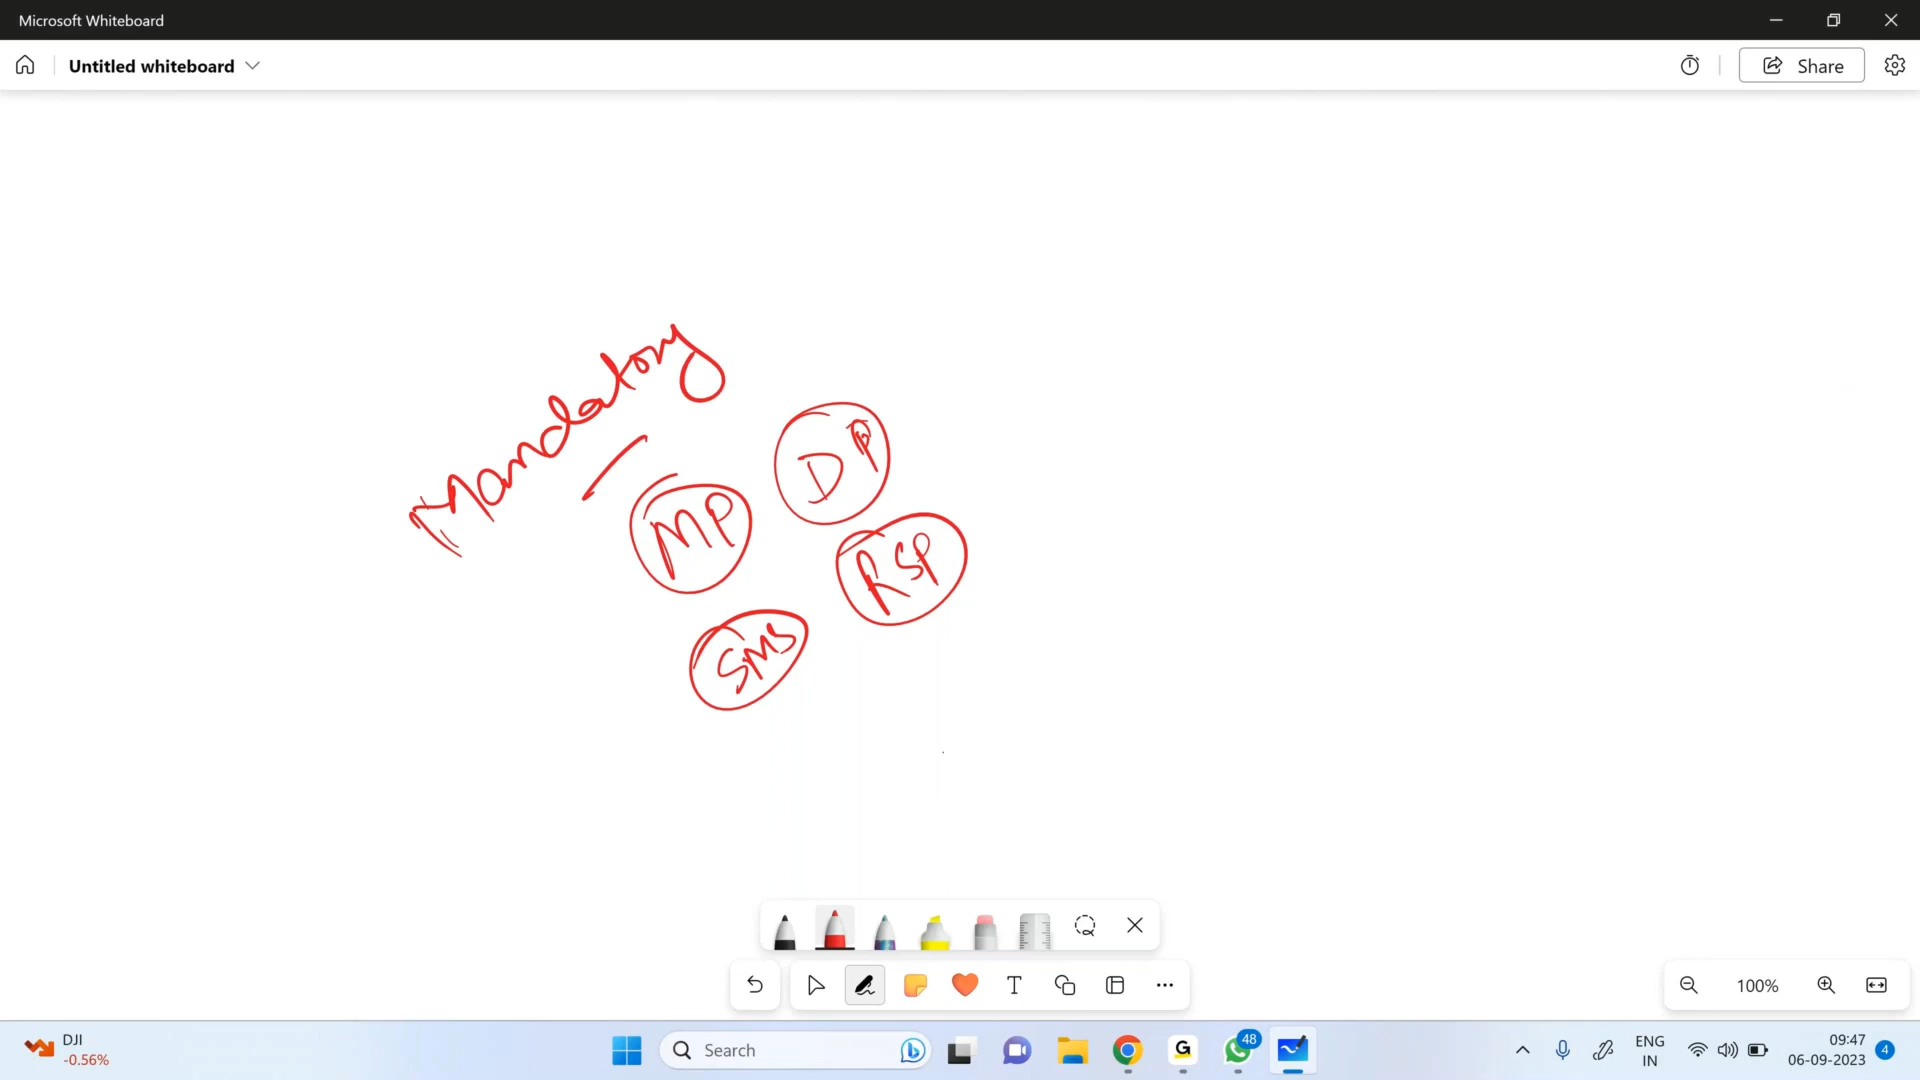 Microsoft Whiteboard
Untitled whiteboard
Share
Mandatory
DP
MP
RSP
SMS
100%
DJI
-0.56%
Search
48
ENG
IN
09:47
06-09-2023
4